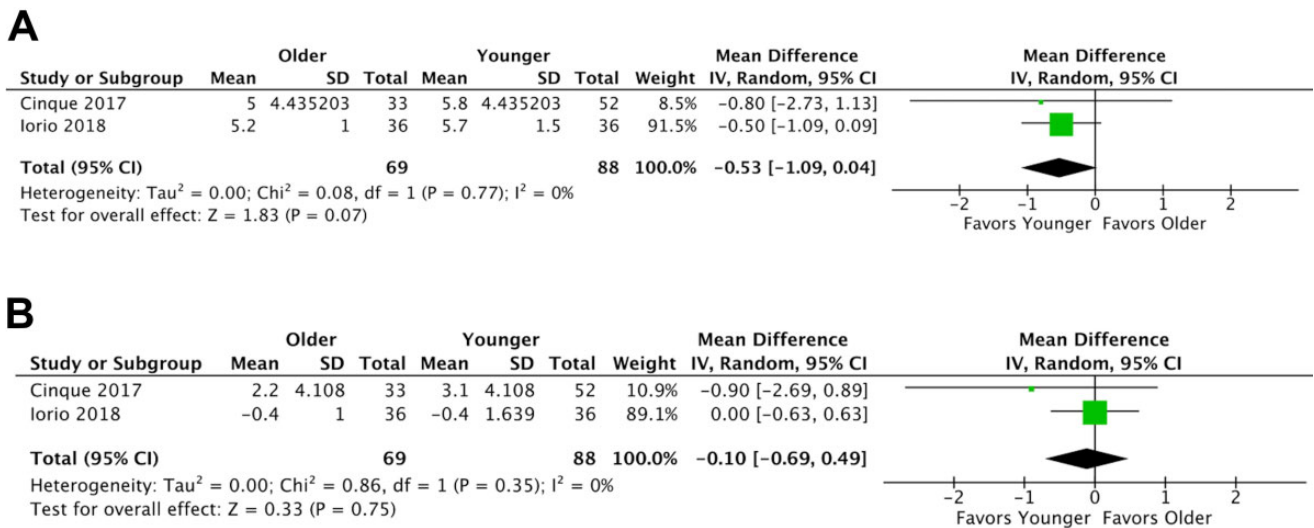 A
Older Younger Mean Difference Mean Difference
Study or Subgroup Mean SD Total Mean SD Total Weight IV, Random, 95% CI IV, Random, 95% CI
Cinque 2017 5 4.435203 33 5.8 4.435203 52 8.5% −0.80 [−2.73, 1.13]
Iorio 2018 5.2 1 36 5.7 1.5 36 91.5% −0.50 [−1.09, 0.09]
Total (95% CI) 69 88 100.0% −0.53 [−1.09, 0.04]
Heterogeneity: Tau² = 0.00; Chi² = 0.08, df = 1 (P = 0.77); I² = 0%
Test for overall effect: Z = 1.83 (P = 0.07)
−2 −1 0 1 2
Favors Younger Favors Older
B
Older Younger Mean Difference Mean Difference
Study or Subgroup Mean SD Total Mean SD Total Weight IV, Random, 95% CI IV, Random, 95% CI
Cinque 2017 2.2 4.108 33 3.1 4.108 52 10.9% −0.90 [−2.69, 0.89]
Iorio 2018 −0.4 1 36 −0.4 1.639 36 89.1% 0.00 [−0.63, 0.63]
Total (95% CI) 69 88 100.0% −0.10 [−0.69, 0.49]
Heterogeneity: Tau² = 0.00; Chi² = 0.86, df = 1 (P = 0.35); I² = 0%
Test for overall effect: Z = 0.33 (P = 0.75)
−2 −1 0 1 2
Favors Younger Favors Older